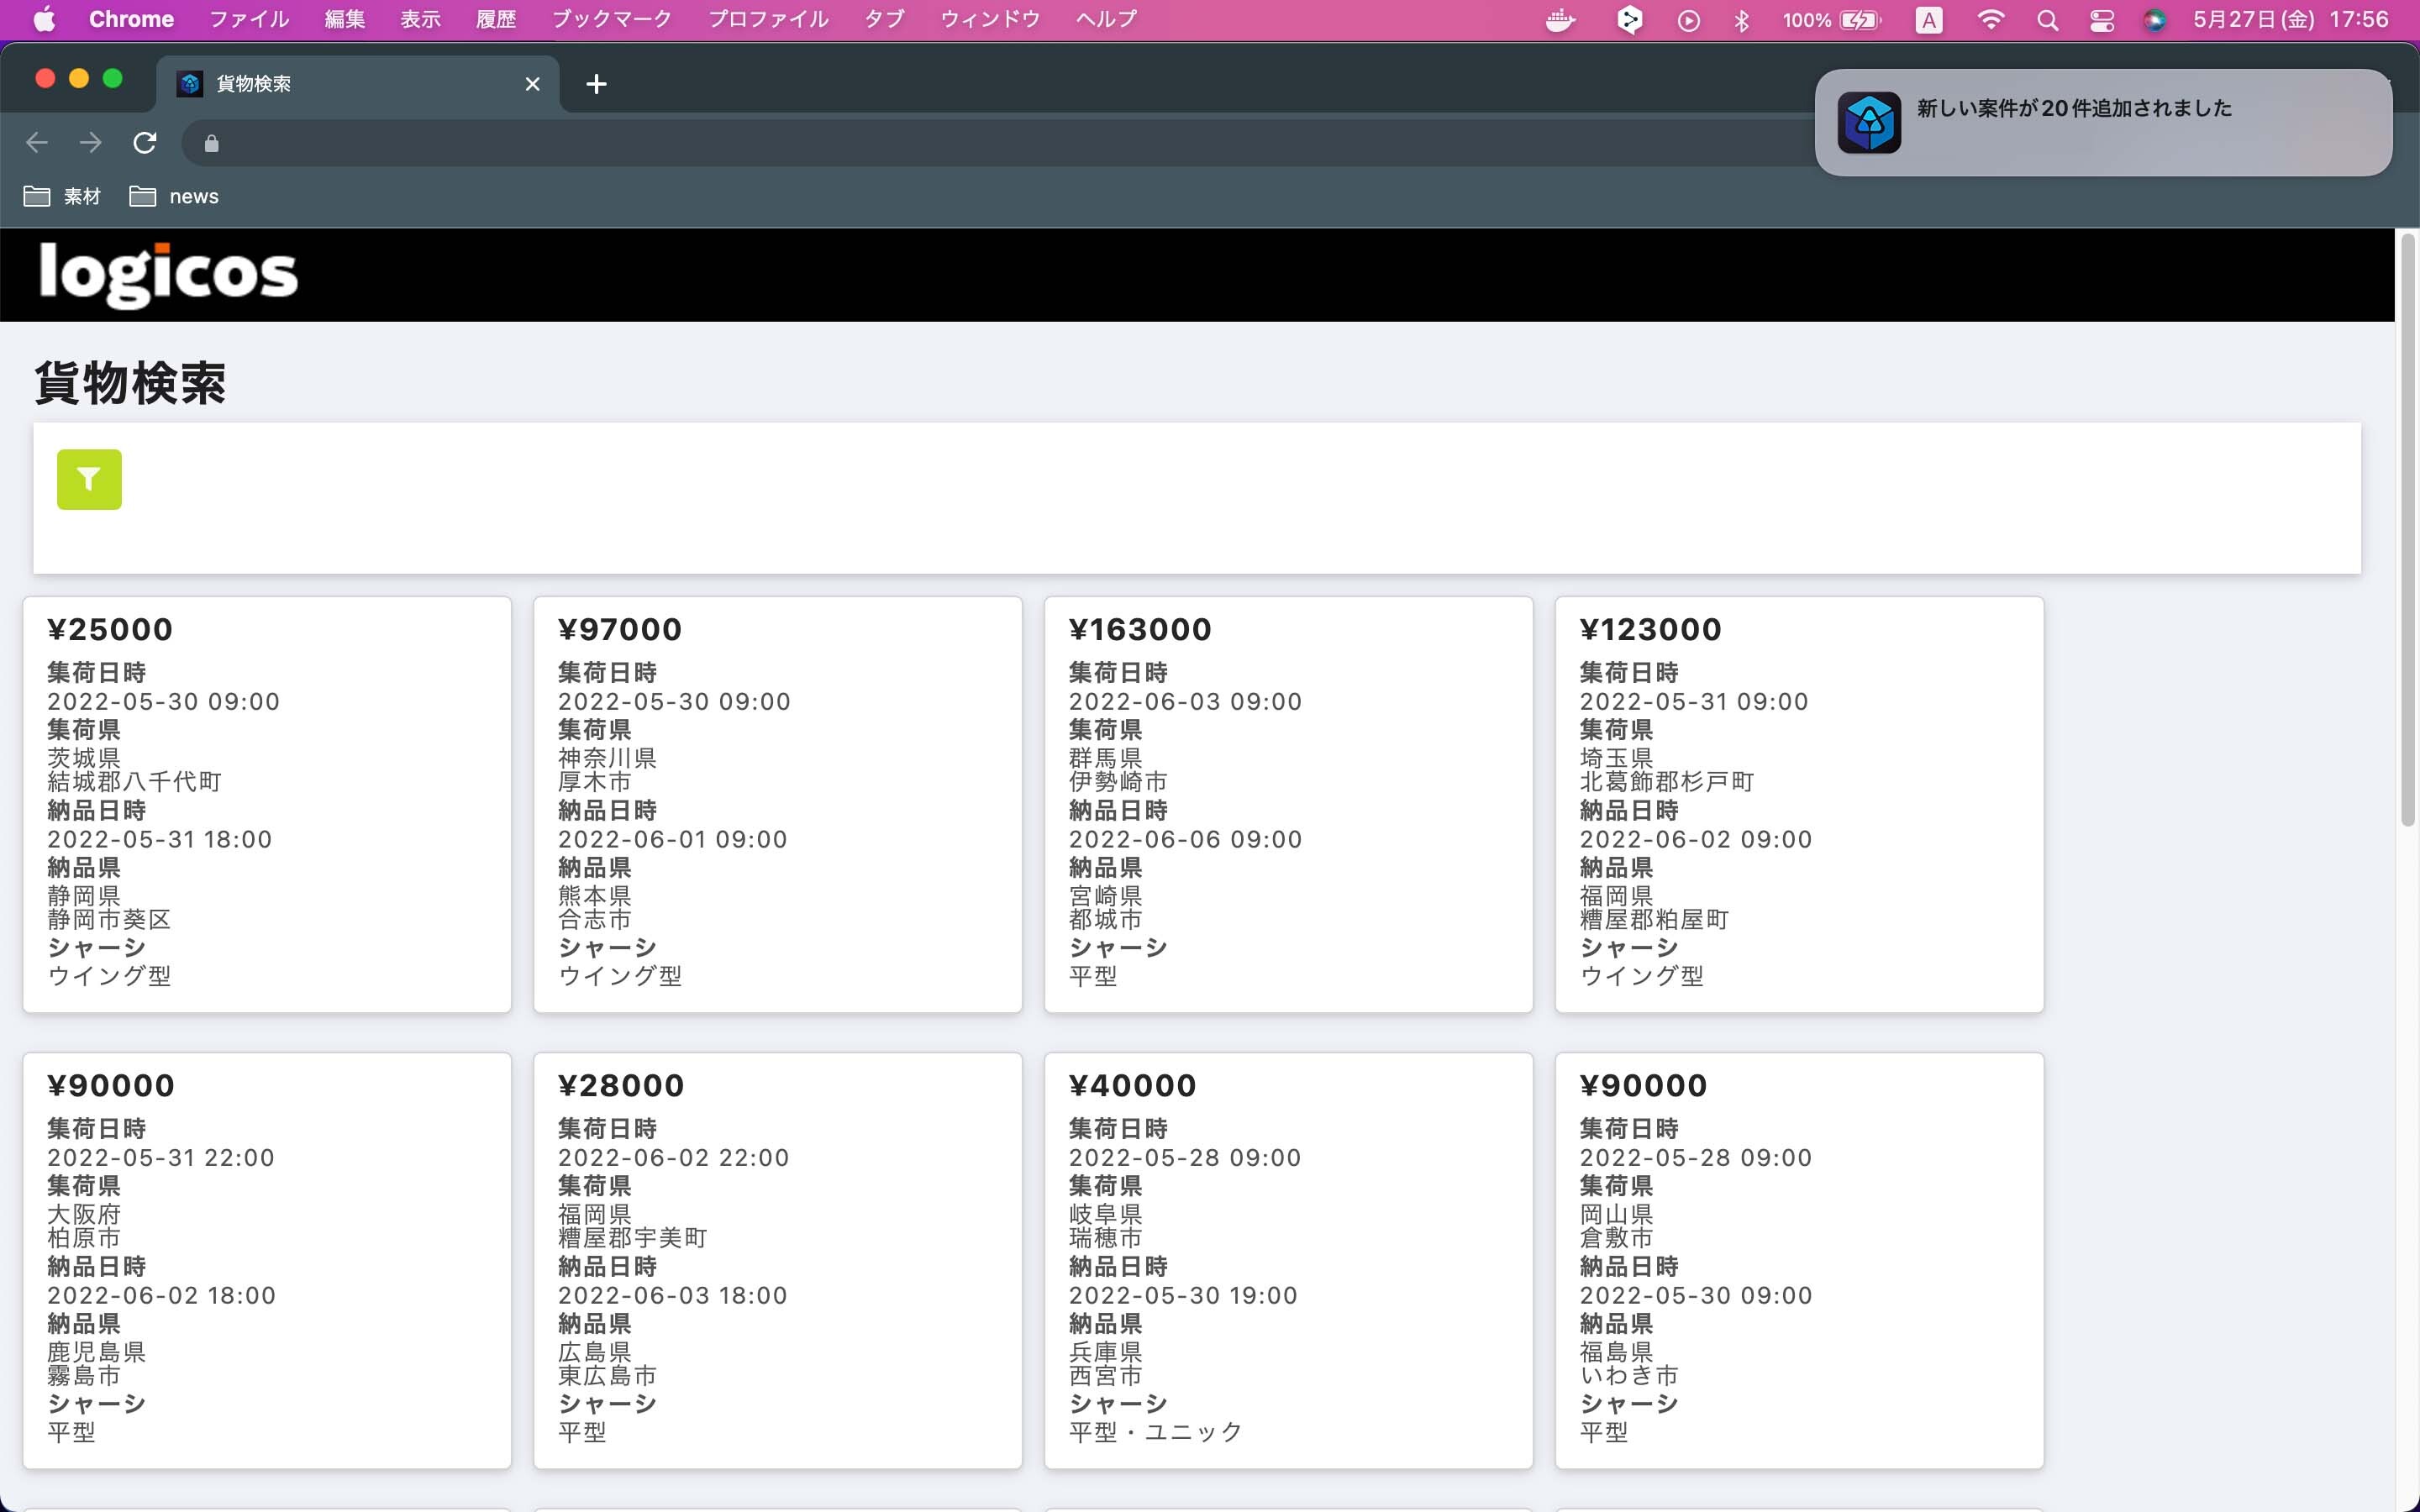 Chrome ファイル 編集 表示 履歴 ブックマーク プロファイル タブ ウィンドウ ヘルプ 100% A 5月27日(金) 17:56
貨物検索
新しい案件が20件追加されました
素材 news
logicos
貨物検索
¥25000
集荷日時
2022-05-30 09:00
集荷県
茨城県
結城郡八千代町
納品日時
2022-05-31 18:00
納品県
静岡県
静岡市葵区
シャーシ
ウイング型
¥97000
集荷日時
2022-05-30 09:00
集荷県
神奈川県
厚木市
納品日時
2022-06-01 09:00
納品県
熊本県
合志市
シャーシ
ウイング型
¥163000
集荷日時
2022-06-03 09:00
集荷県
群馬県
伊勢崎市
納品日時
2022-06-06 09:00
納品県
宮崎県
都城市
シャーシ
平型
¥123000
集荷日時
2022-05-31 09:00
集荷県
埼玉県
北葛飾郡杉戸町
納品日時
2022-06-02 09:00
納品県
福岡県
糟屋郡粕屋町
シャーシ
ウイング型
¥90000
集荷日時
2022-05-31 22:00
集荷県
大阪府
柏原市
納品日時
2022-06-02 18:00
納品県
鹿児島県
霧島市
シャーシ
平型
¥28000
集荷日時
2022-06-02 22:00
集荷県
福岡県
糟屋郡宇美町
納品日時
2022-06-03 18:00
納品県
広島県
東広島市
シャーシ
平型
¥40000
集荷日時
2022-05-28 09:00
集荷県
岐阜県
瑞穂市
納品日時
2022-05-30 19:00
納品県
兵庫県
西宮市
シャーシ
平型・ユニック
¥90000
集荷日時
2022-05-28 09:00
集荷県
岡山県
倉敷市
納品日時
2022-05-30 09:00
納品県
福島県
いわき市
シャーシ
平型